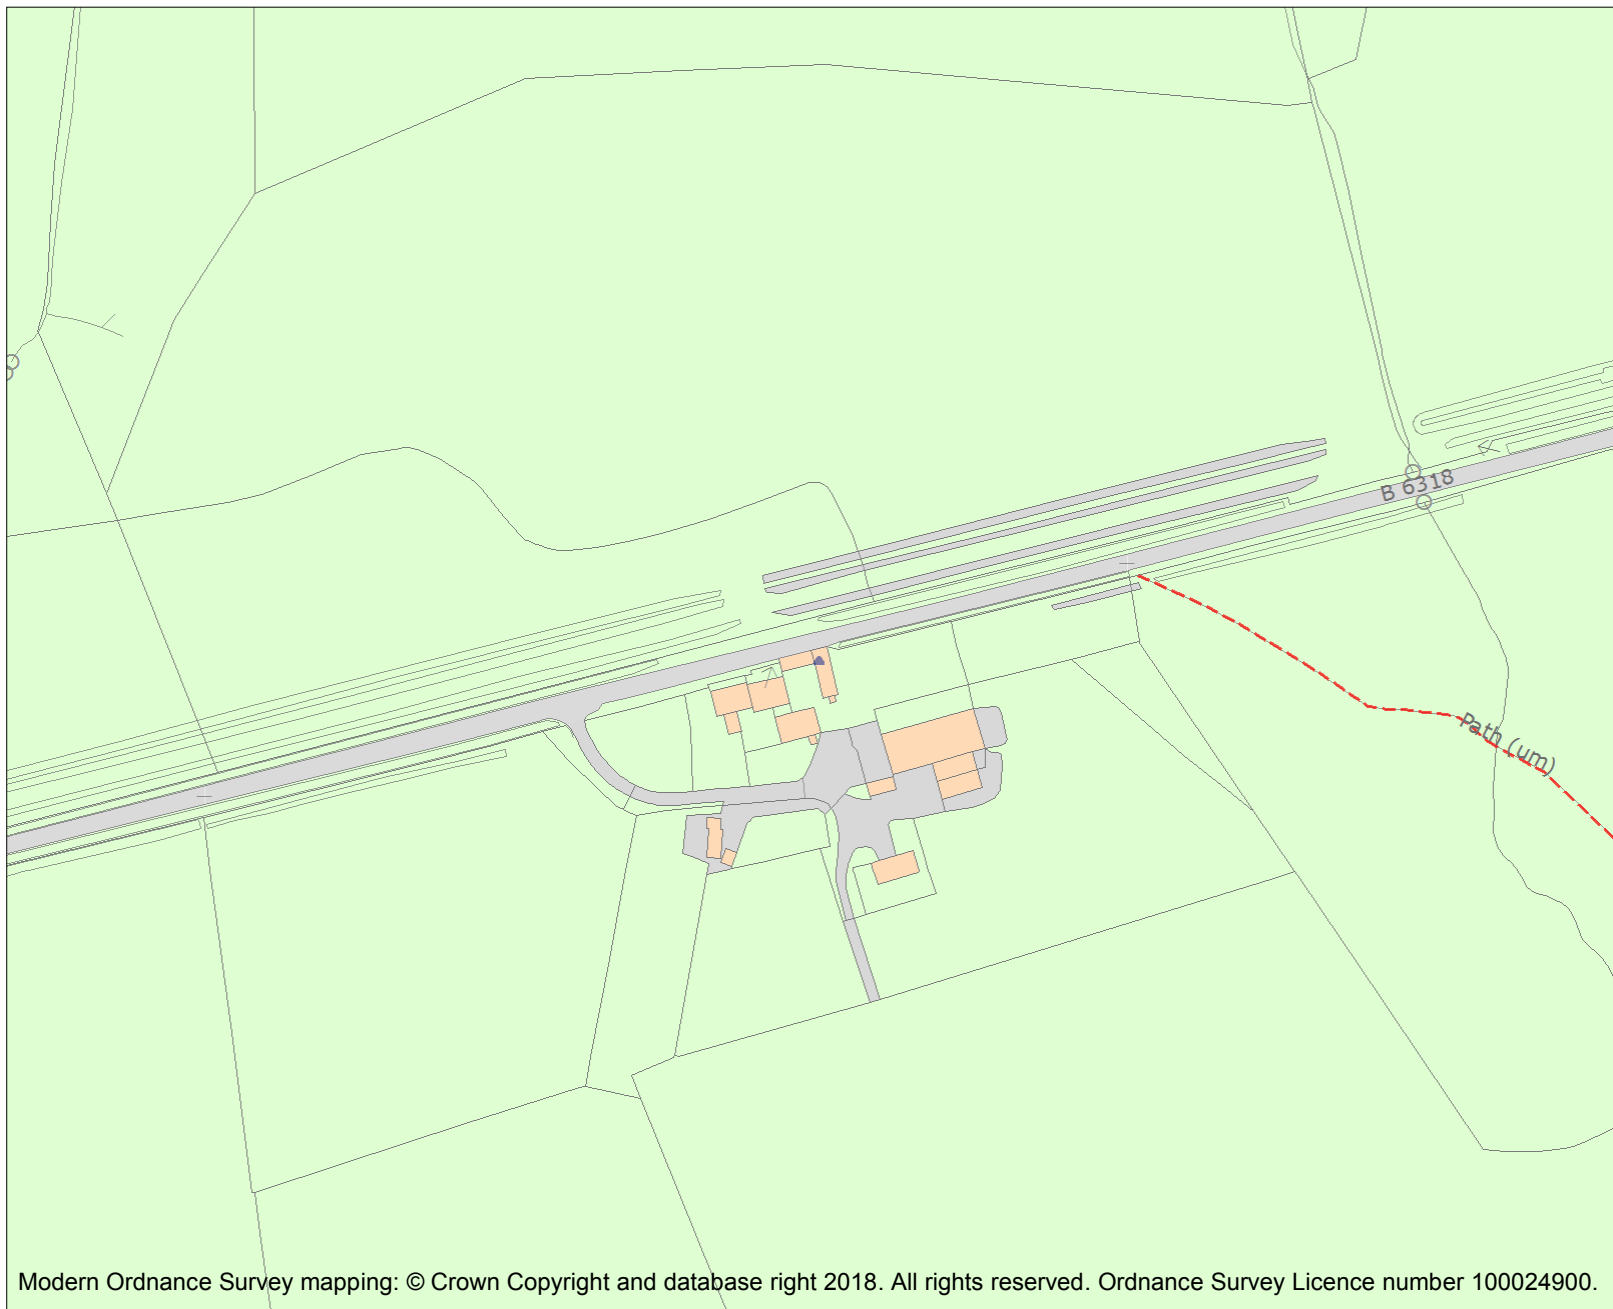 B 6318
Path (um)
Modern Ordnance Survey mapping: © Crown Copyright and database right 2018. All rights reserved. Ordnance Survey Licence number 100024900.